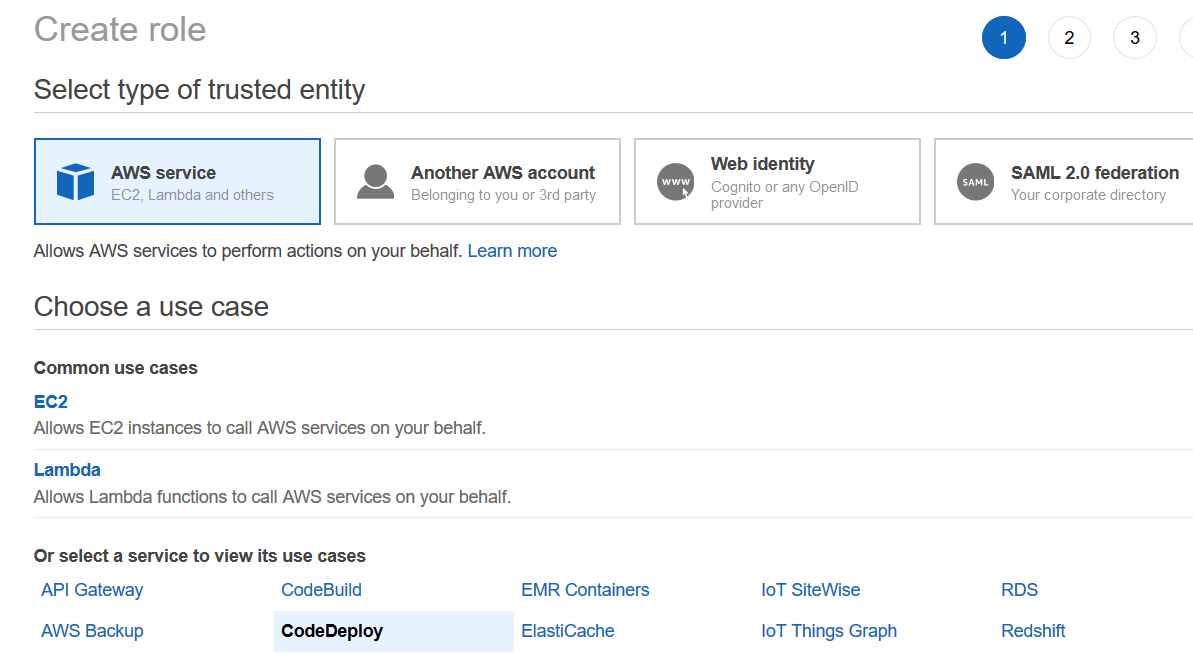 Create role
1 2 3
Select type of trusted entity
AWS service
EC2, Lambda and others
Another AWS account
Belonging to you or 3rd party
www
Web identity
Cognito or any OpenID
provider
SAML
SAML 2.0 federation
Your corporate directory
Allows AWS services to perform actions on your behalf. Learn more
Choose a use case
Common use cases
EC2
Allows EC2 instances to call AWS services on your behalf.
Lambda
Allows Lambda functions to call AWS services on your behalf.
Or select a service to view its use cases
API Gateway CodeBuild EMR Containers IoT SiteWise RDS
AWS Backup CodeDeploy ElastiCache IoT Things Graph Redshift